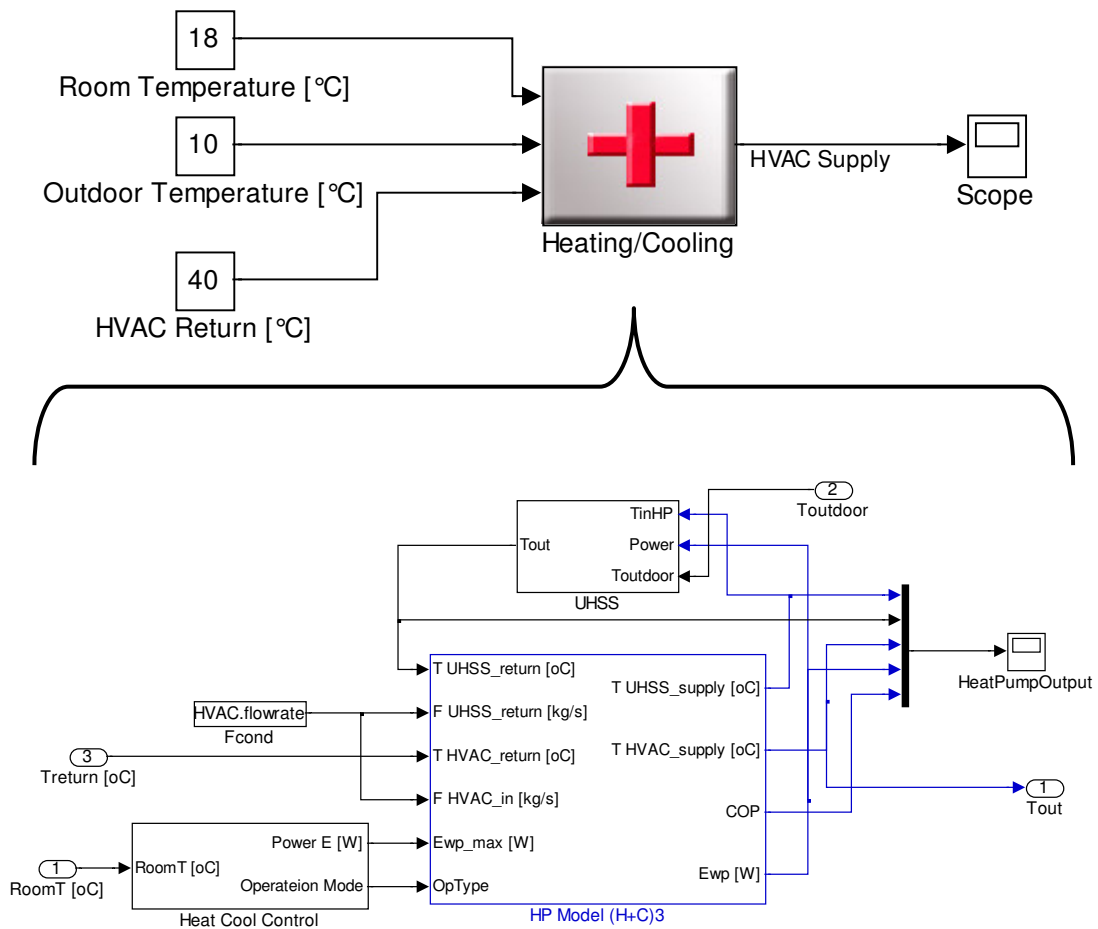 18
Room Temperature [°C]
10
Outdoor Temperature [°C]
40
HVAC Return [°C]
Heating/Cooling
HVAC Supply
Scope
2
Toutdoor
TinHP
Tout
Power
Toutdoor
UHSS
T UHSS_return [oC]
T UHSS_supply [oC]
HeatPumpOutput
HVAC.flowrate
F UHSS_return [kg/s]
Fcond
3
T HVAC_return [oC]
T HVAC_supply [oC]
Treturn [oC]
1
F HVAC_in [kg/s]
COP
Tout
Power E [W]
Ewp_max [W]
1
RoomT [oC]
Ewp [W]
RoomT [oC]
Operateion Mode
OpType
Heat Cool Control
HP Model (H+C)3